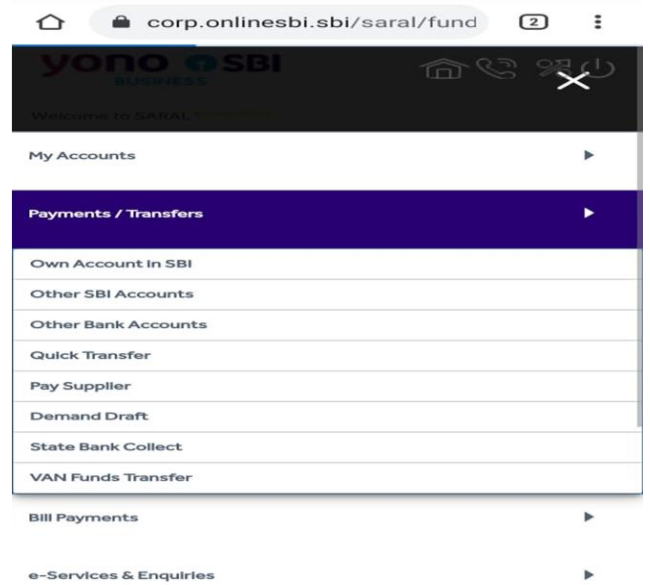 corp.onlinesbi.sbi/saral/fund
2
yono SBI
BUSINESS
Welcome to SARAL
My Accounts
Payments / Transfers
Own Account in SBI
Other SBI Accounts
Other Bank Accounts
Quick Transfer
Pay Supplier
Demand Draft
State Bank Collect
VAN Funds Transfer
Bill Payments
e-Services & Enquiries